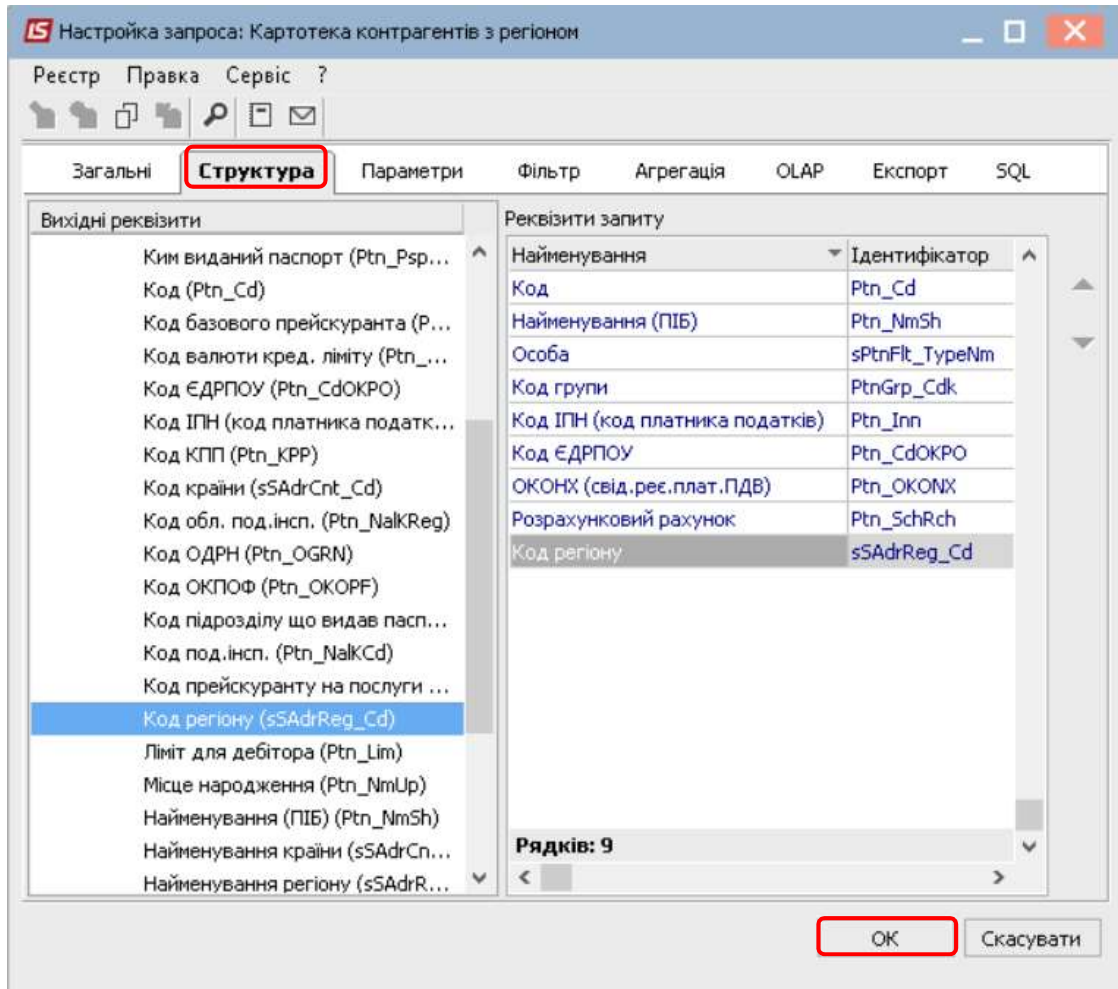 IS Настройка запроса: Картотека контрагентів з регіоном
Реєстр Правка Сервіс ?
Загальні Структура Параметри Фільтр Агрегація OLAP Експорт SQL
Вихідні реквізити
Ким виданий паспорт (Ptn_Psp...
Код (Ptn_Cd)
Код базового прейскуранта (P...
Код валюти кред. ліміту (Ptn_...
Код ЄДРПОУ (Ptn_CdOKPO)
Код ІПН (код платника податк...
Код КПП (Ptn_KPP)
Код країни (sSAdrCnt_Cd)
Код обл. под.інсп. (Ptn_NalKReg)
Код ОДРН (Ptn_OGRN)
Код ОКПОФ (Ptn_OKOPF)
Код підрозділу що видав пасп...
Код под.інсп. (Ptn_NalKCd)
Код прейскуранту на послуги ...
Код регіону (sSAdrReg_Cd)
Ліміт для дебітора (Ptn_Lim)
Місце народження (Ptn_NmUp)
Найменування (ПІБ) (Ptn_NmSh)
Найменування країни (sSAdrCn...
Найменування регіону (sSAdrR...
Реквізити запиту
Найменування Ідентифікатор
Код Ptn_Cd
Найменування (ПІБ) Ptn_NmSh
Особа sPtnFlt_TypeNm
Код групи PtnGrp_Cdk
Код ІПН (код платника податків) Ptn_Inn
Код ЄДРПОУ Ptn_CdOKPO
ОКОНХ (свід.реє.плат.ПДВ) Ptn_OKONX
Розрахунковий рахунок Ptn_SchRch
Код регіону sSAdrReg_Cd
Рядків: 9
OK Скасувати